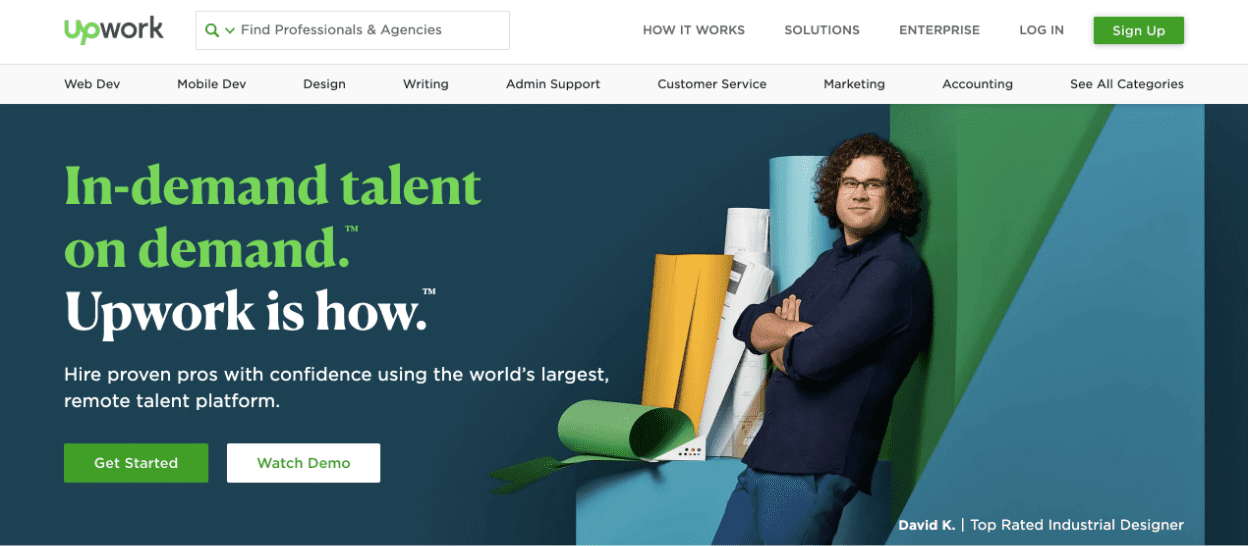 Upwork
Find Professionals & Agencies
HOW IT WORKS
SOLUTIONS
ENTERPRISE
LOG IN
Sign Up
Web Dev
Mobile Dev
Design
Writing
Admin Support
Customer Service
Marketing
Accounting
See All Categories
In-demand talent
on demand.™
Upwork is how.™
Hire proven pros with confidence using the world’s largest,
remote talent platform.
Get Started
Watch Demo
David K. | Top Rated Industrial Designer